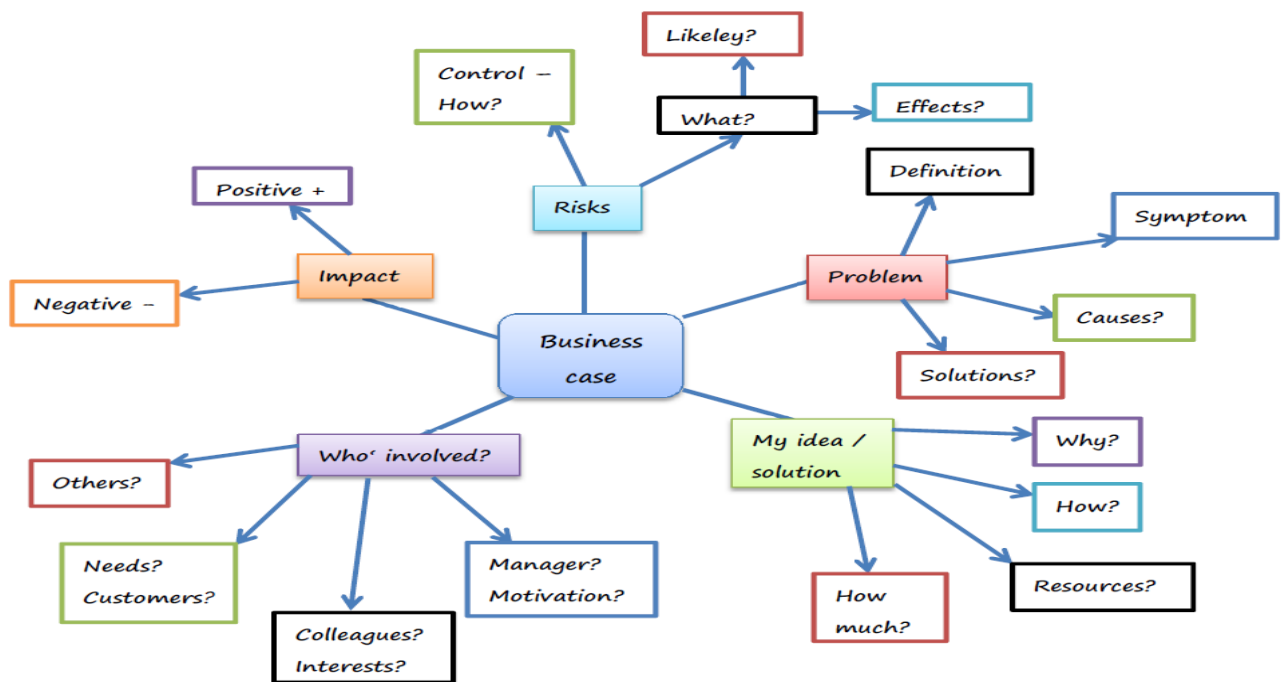 Likeley?
Control –
How?
What?
Effects?
Definition
Positive +
Risks
Symptom
Impact
Problem
Negative –
Causes?
Business
case
Solutions?
My idea /
solution
Why?
Who‘ involved?
Others?
How?
Needs?
Customers?
Manager?
Motivation?
How
much?
Resources?
Colleagues?
Interests?